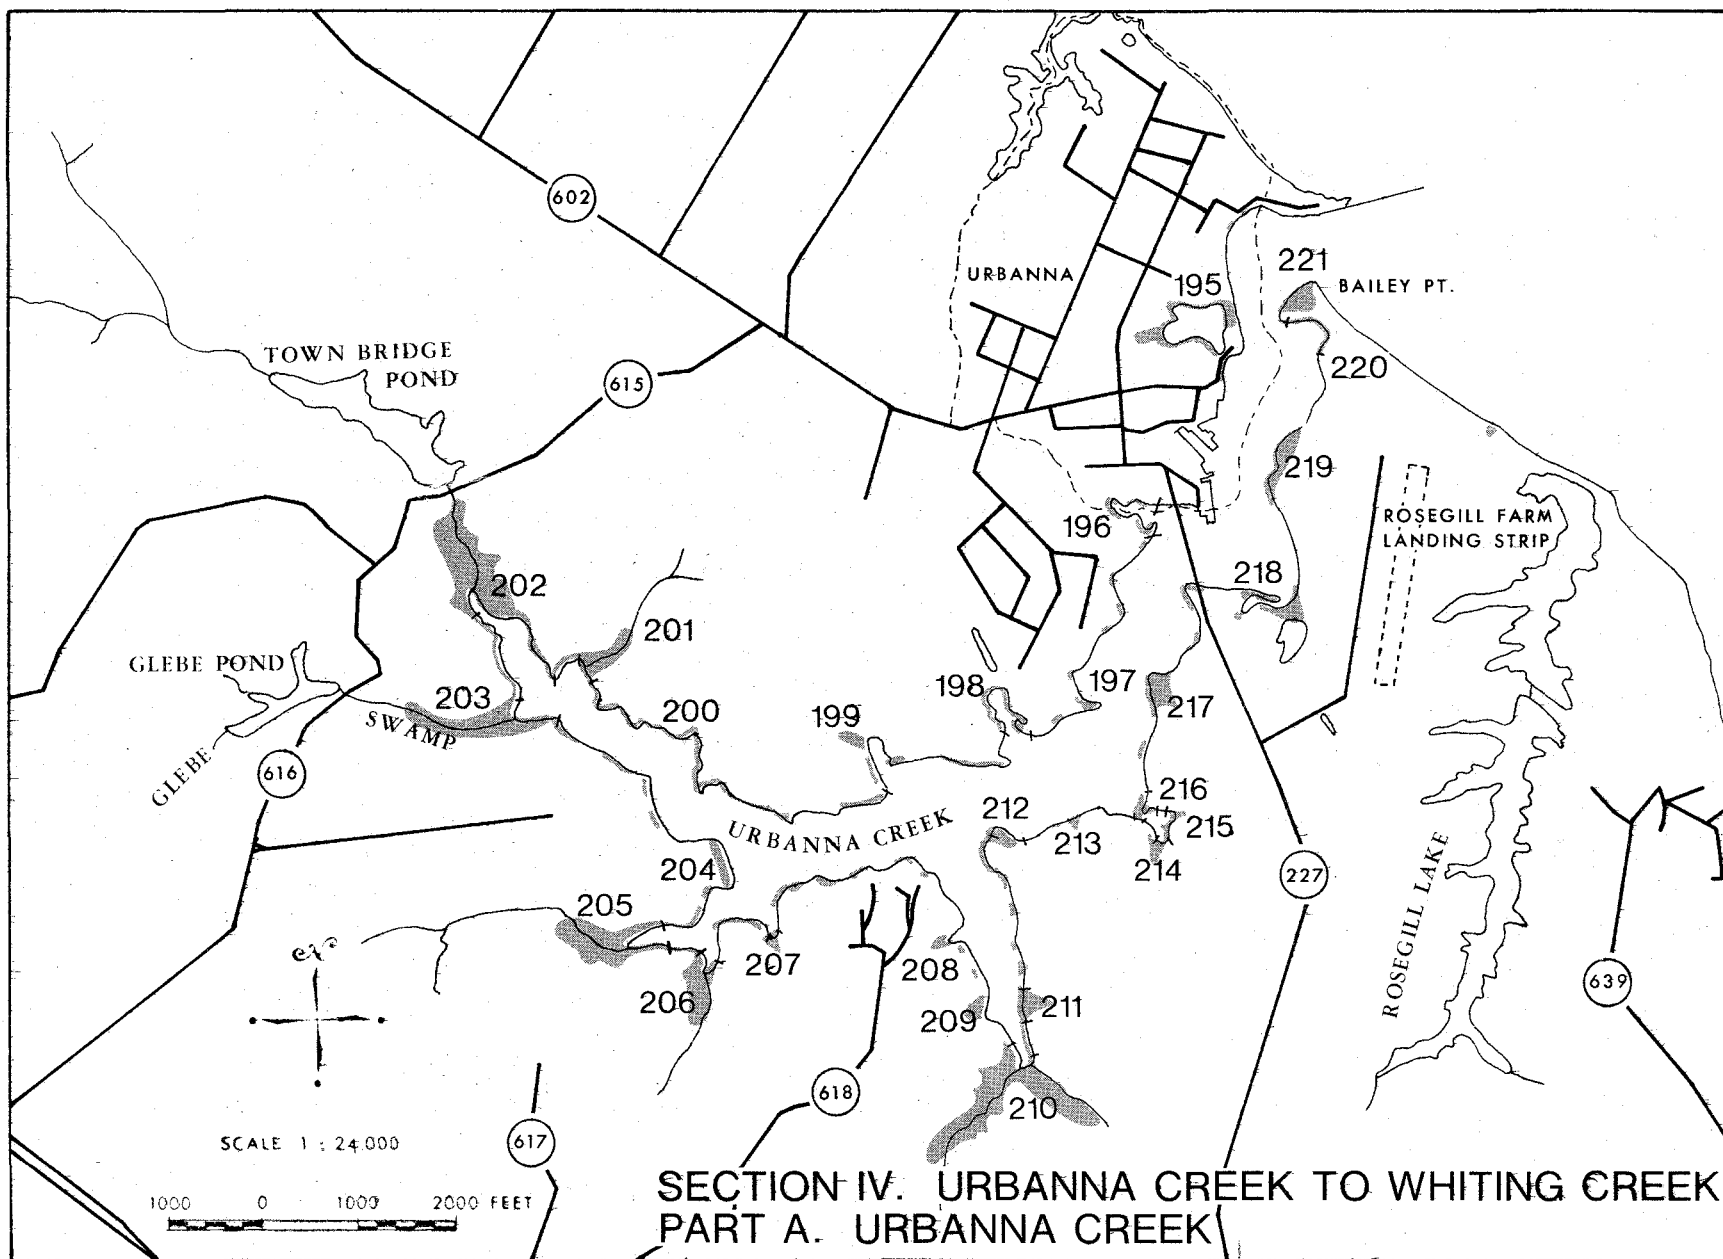 602
URBANNA
195
221
BAILEY PT.
TOWN BRIDGE
POND
615
220
219
196
ROSEGILL FARM
LANDING STRIP
202
218
201
GLEBE POND
203
198
197
200
199
217
SWAMP
GLEBE
616
212
216
URBANNA CREEK
213
215
204
214
227
ROSEGILL LAKE
205
207
208
639
206
209
211
618
210
SCALE 1 : 24,000
617
1000 0 1000 2000 FEET
SECTION IV. URBANNA CREEK TO WHITING CREEK
PART A. URBANNA CREEK